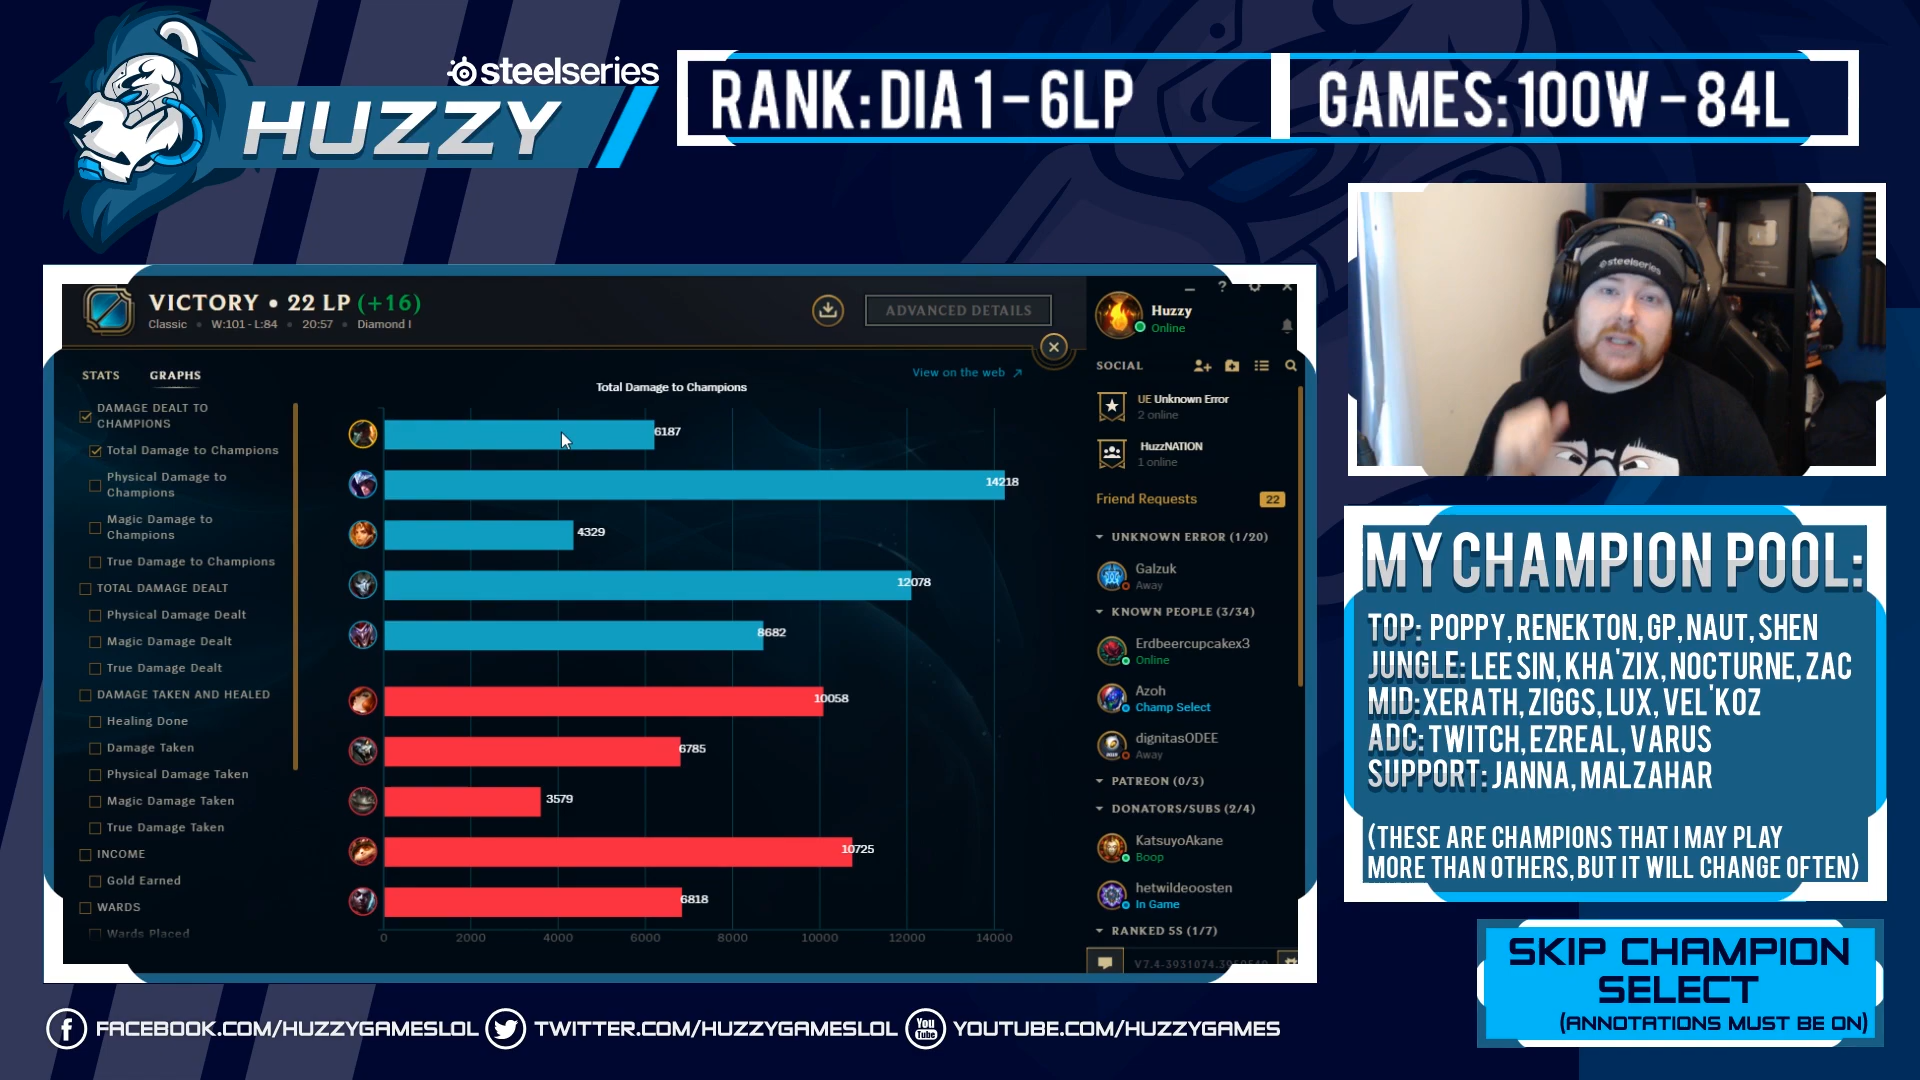 steelseries
HUZZY
RANK: DIA 1 - 6LP
GAMES: 100W - 84L
steelseries
VICTORY • 22 LP (+16)
Classic • W:101 - L:84 • 20:57 • Diamond I
ADVANCED DETAILS
STATS GRAPHS
View on the web
Total Damage to Champions
DAMAGE DEALT TO
CHAMPIONS
Total Damage to Champions
Physical Damage to
Champions
Magic Damage to
Champions
True Damage to Champions
TOTAL DAMAGE DEALT
Physical Damage Dealt
Magic Damage Dealt
True Damage Dealt
DAMAGE TAKEN AND HEALED
Healing Done
Damage Taken
Physical Damage Taken
Magic Damage Taken
True Damage Taken
INCOME
Gold Earned
WARDS
Wards Placed
6187
14218
4329
12078
8682
10058
6785
3579
10725
6818
0 2000 4000 6000 8000 10000 12000 14000
Huzzy
Online
SOCIAL
UE Unknown Error
2 online
HuzzNATION
1 online
Friend Requests 22
UNKNOWN ERROR (1/20)
Galzuk
Away
KNOWN PEOPLE (3/34)
Erdbeercupcakex3
Online
Azoh
Champ Select
dignitasODEE
Away
PATREON (0/3)
DONATORS/SUBS (2/4)
KatsuyoAkane
Boop
hetwildeoosten
In Game
RANKED 5S (1/7)
MY CHAMPION POOL:
TOP: POPPY, RENEKTON, GP, NAUT, SHEN
JUNGLE: LEE SIN, KHA'ZIX, NOCTURNE, ZAC
MID: XERATH, ZIGGS, LUX, VEL'KOZ
ADC: TWITCH, EZREAL, VARUS
SUPPORT: JANNA, MALZAHAR
(THESE ARE CHAMPIONS THAT I MAY PLAY
MORE THAN OTHERS, BUT IT WILL CHANGE OFTEN)
SKIP CHAMPION
SELECT
(ANNOTATIONS MUST BE ON)
FACEBOOK.COM/HUZZYGAMESLOL
TWITTER.COM/HUZZYGAMESLOL
You
Tube
YOUTUBE.COM/HUZZYGAMES